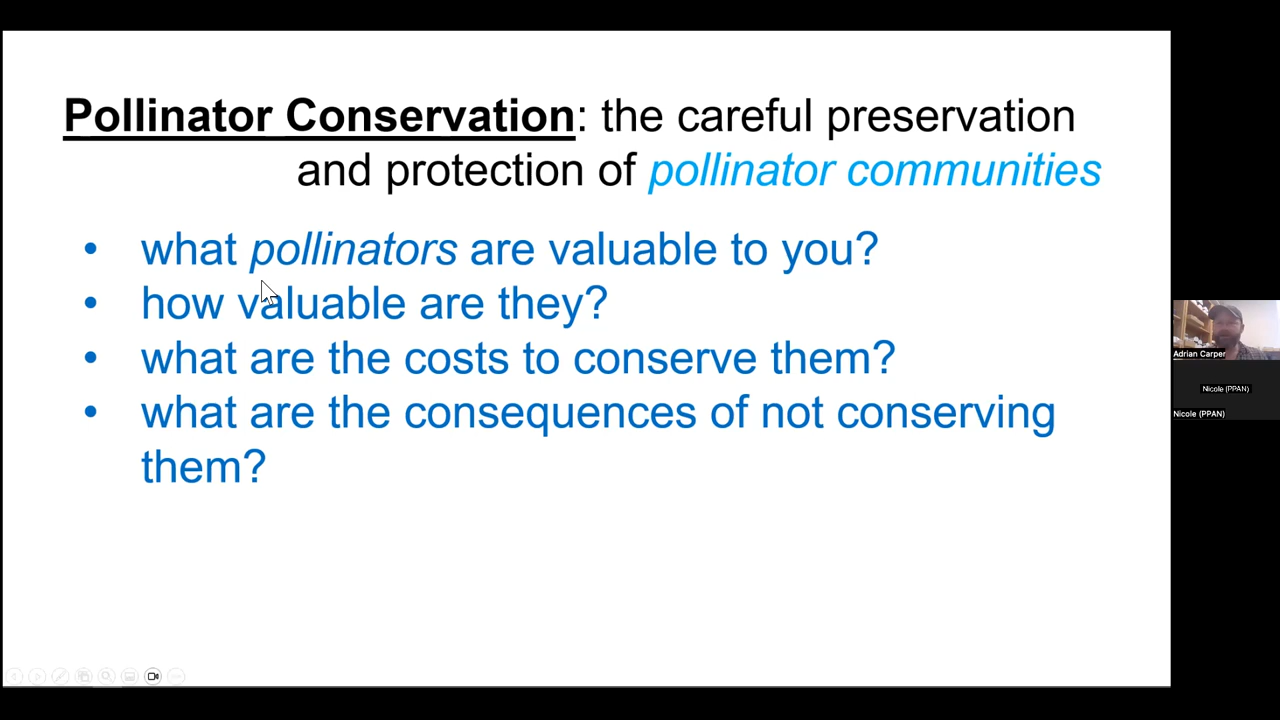 Pollinator Conservation: the careful preservation
and protection of pollinator communities
• what pollinators are valuable to you?
• how valuable are they?
• what are the costs to conserve them?
• what are the consequences of not conserving
them?
Adrian Carper
Nicole (PPAN)
Nicole (PPAN)